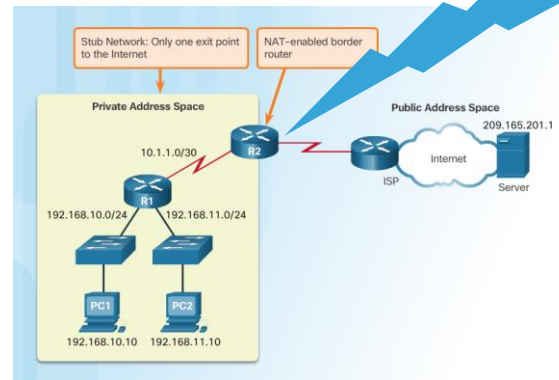 Stub Network: Only one exit point
to the Internet
NAT-enabled border
router
Private Address Space
Public Address Space
209.165.201.1
10.1.1.0/30
R2
Internet
ISP
Server
R1
192.168.10.0/24
192.168.11.0/24
PC1
PC2
192.168.10.10
192.168.11.10